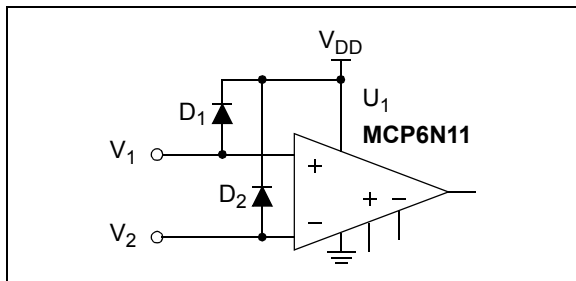 V_DD
D_1
U_1
MCP6N11
V_1
+
+ −
D_2
−
V_2